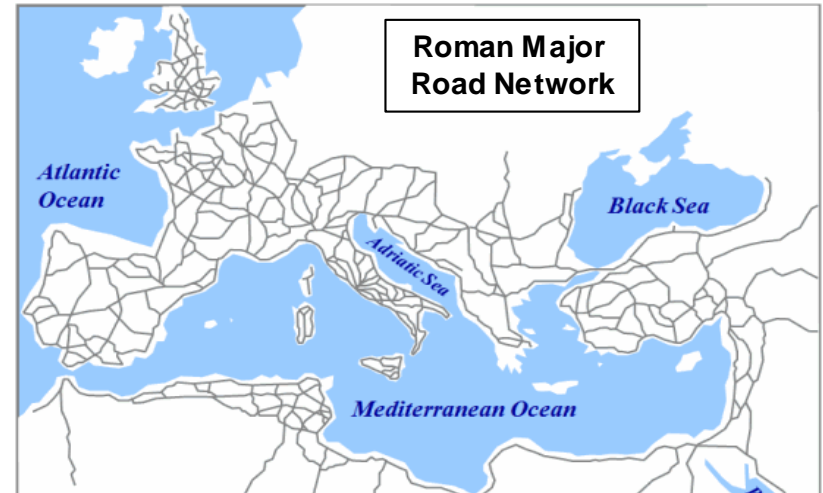 Roman Major
Road Network
Atlantic
Ocean
Black Sea
Adriatic Sea
Mediterranean Ocean